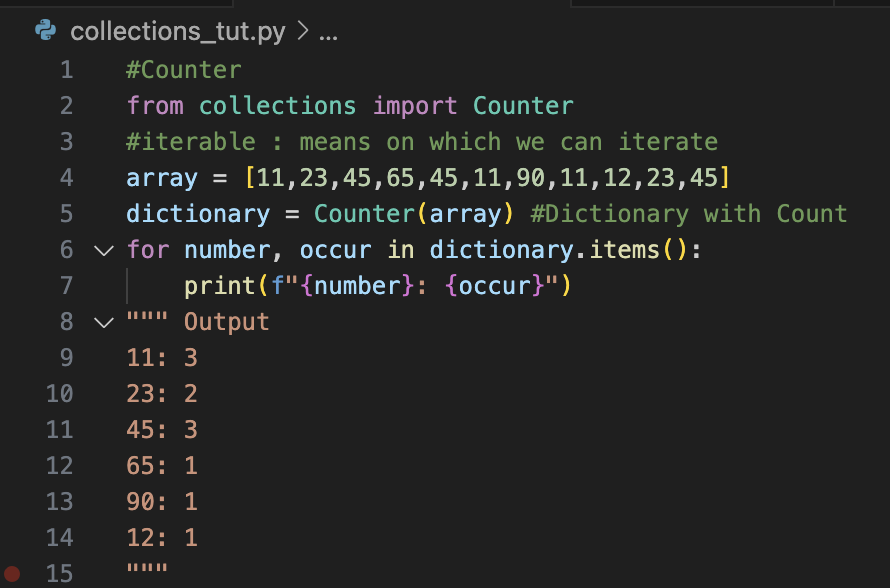 collections_tut.py > ...
1 #Counter
2 from collections import Counter
3 #iterable : means on which we can iterate
4 array = [11,23,45,65,45,11,90,11,12,23,45]
5 dictionary = Counter(array) #Dictionary with Count
6 for number, occur in dictionary.items():
7     print(f"{number}: {occur}")
8 """ Output
9 11: 3
10 23: 2
11 45: 3
12 65: 1
13 90: 1
14 12: 1
15 """